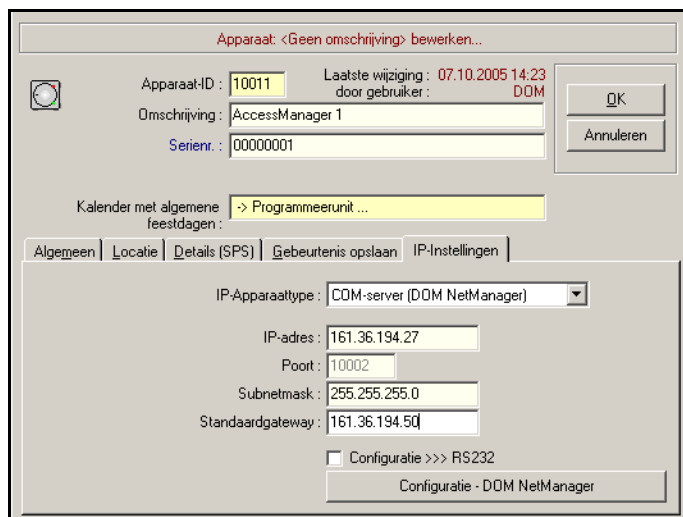 Apparaat: <Geen omschrijving> bewerken...
Apparaat-ID : 10011 Laatste wijziging : 07.10.2005 14:23
door gebruiker : DOM
Omschrijving : AccessManager 1
Serienr. : 00000001
OK
Annuleren
Kalender met algemene feestdagen : -> Programmeerunit ...
Algemeen Locatie Details (SPS) Gebeurtenis opslaan IP-Instellingen
IP-Apparaattype : COM-server (DOM NetManager)
IP-adres : 161.36.194.27
Poort : 10002
Subnetmask : 255.255.255.0
Standaardgateway : 161.36.194.50
Configuratie >>> RS232
Configuratie - DOM NetManager